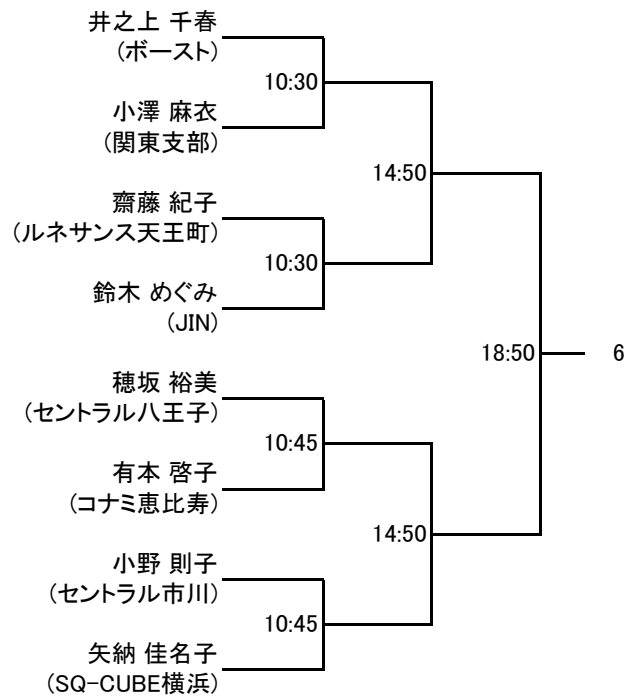 井之上 千春
(ボースト)
10:30
小澤 麻衣
(関東支部)
14:50
齋藤 紀子
(ルネサンス天王町)
10:30
鈴木 めぐみ
(JIN)
18:50
6
穂坂 裕美
(セントラル八王子)
10:45
有本 啓子
(コナミ恵比寿)
14:50
小野 則子
(セントラル市川)
10:45
矢納 佳名子
(SQ-CUBE横浜)